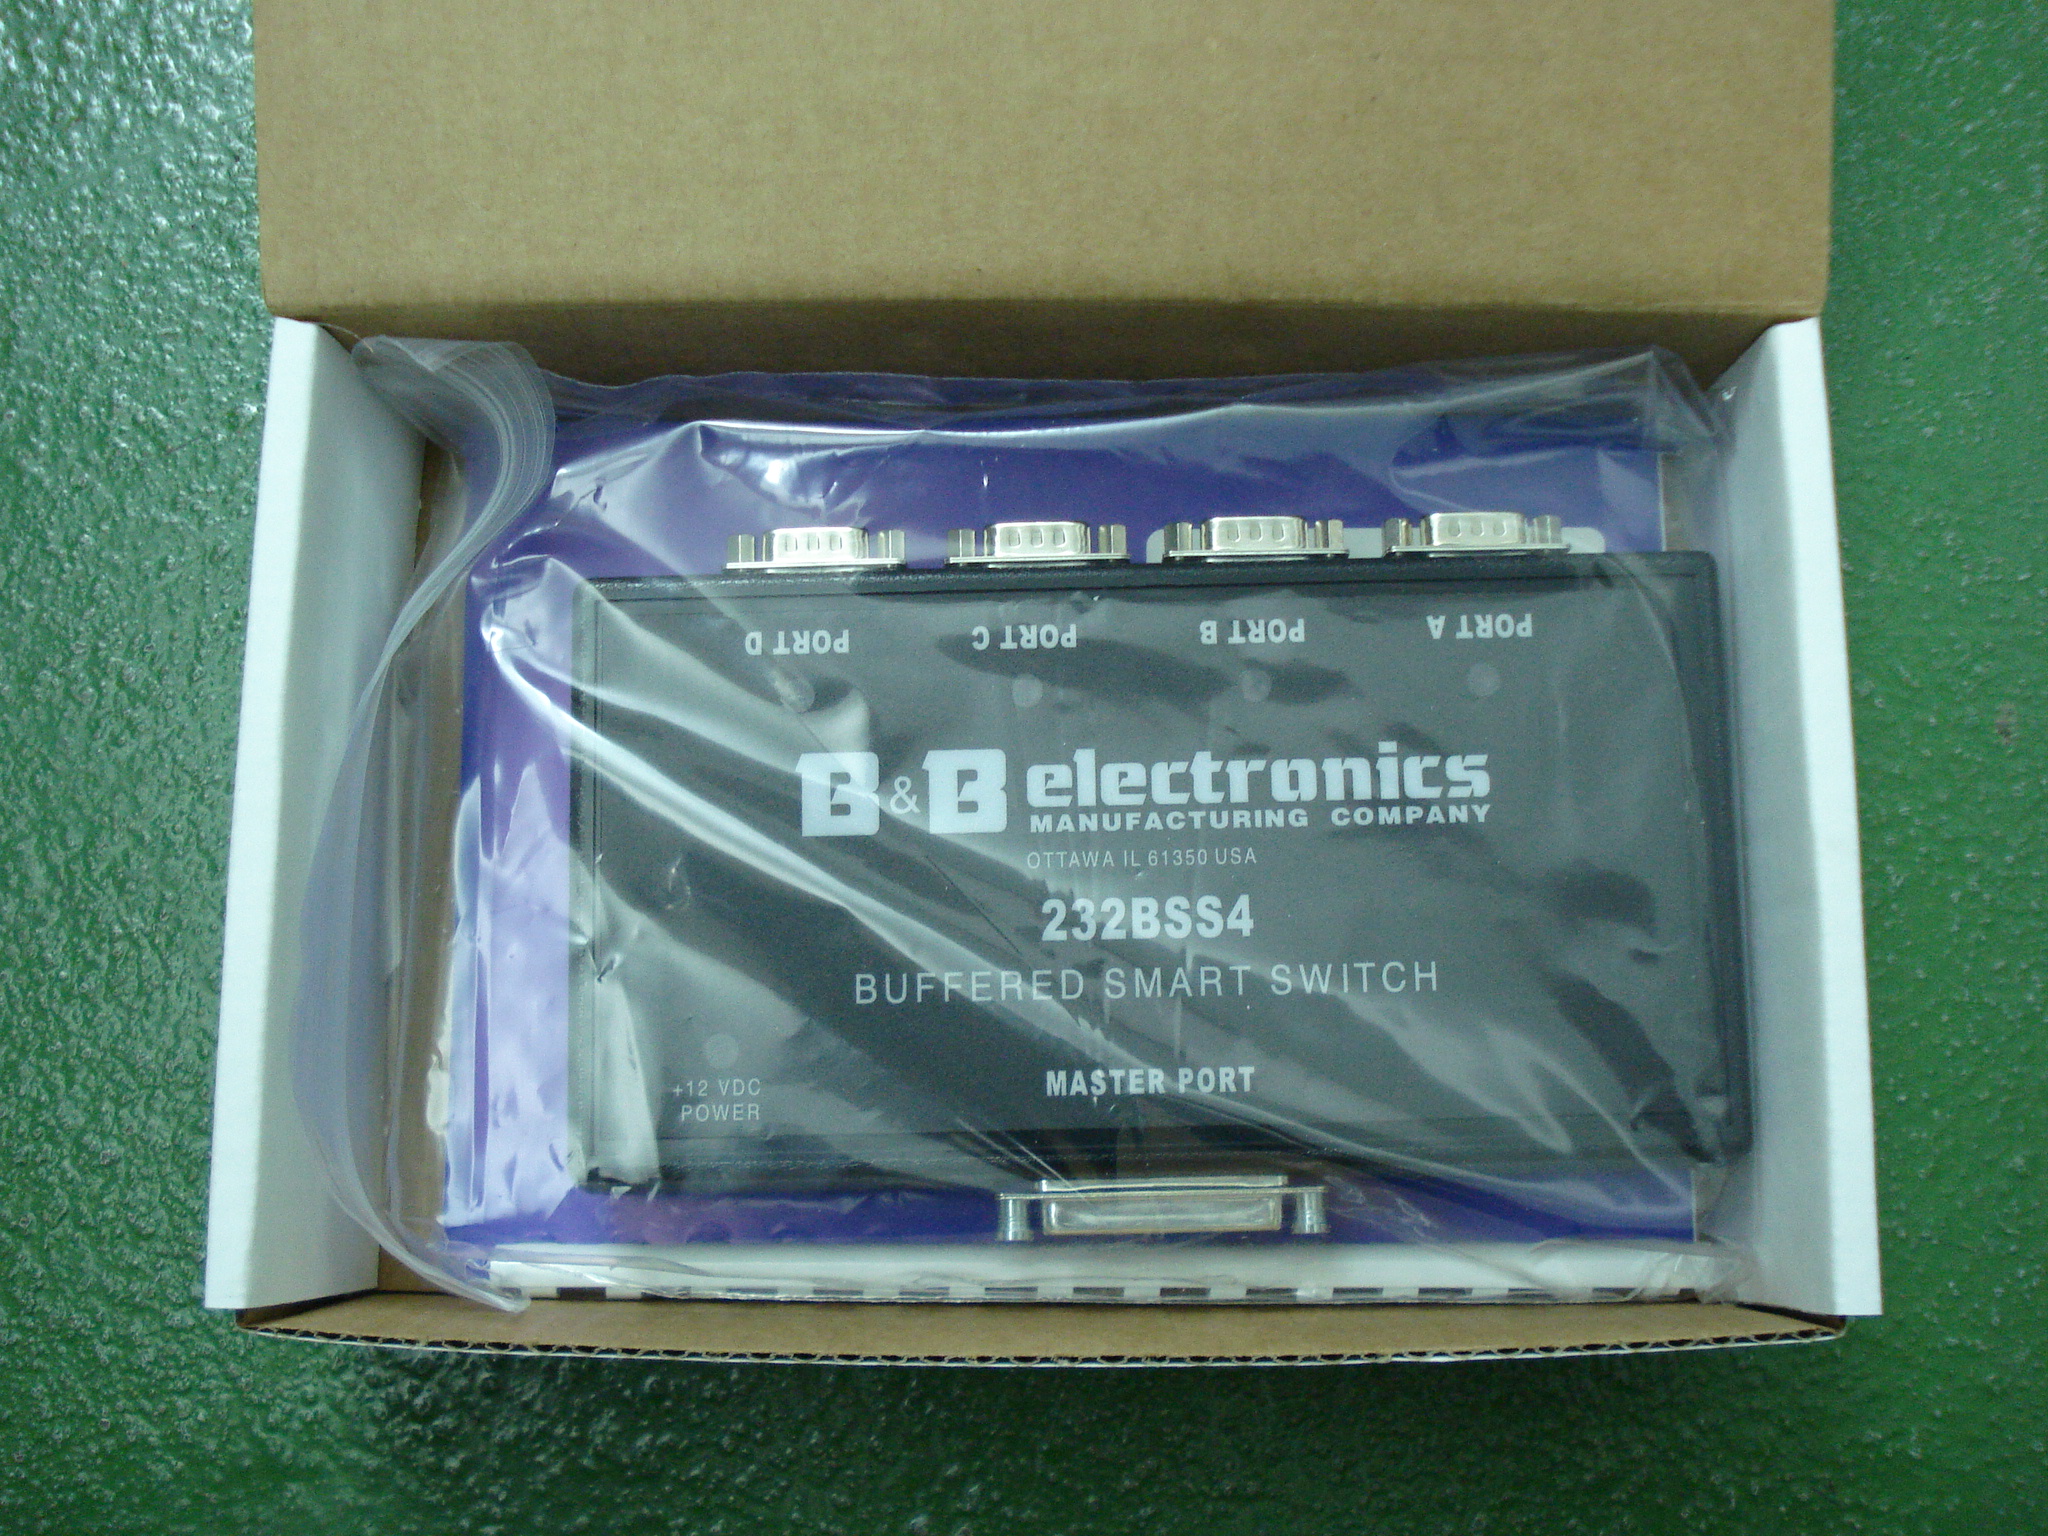 PORT D PORT C PORT B PORT A
B&B electronics
MANUFACTURING COMPANY
OTTAWA IL 61350 USA
232BSS4
BUFFERED SMART SWITCH
MASTER PORT
+12 VDC
POWER